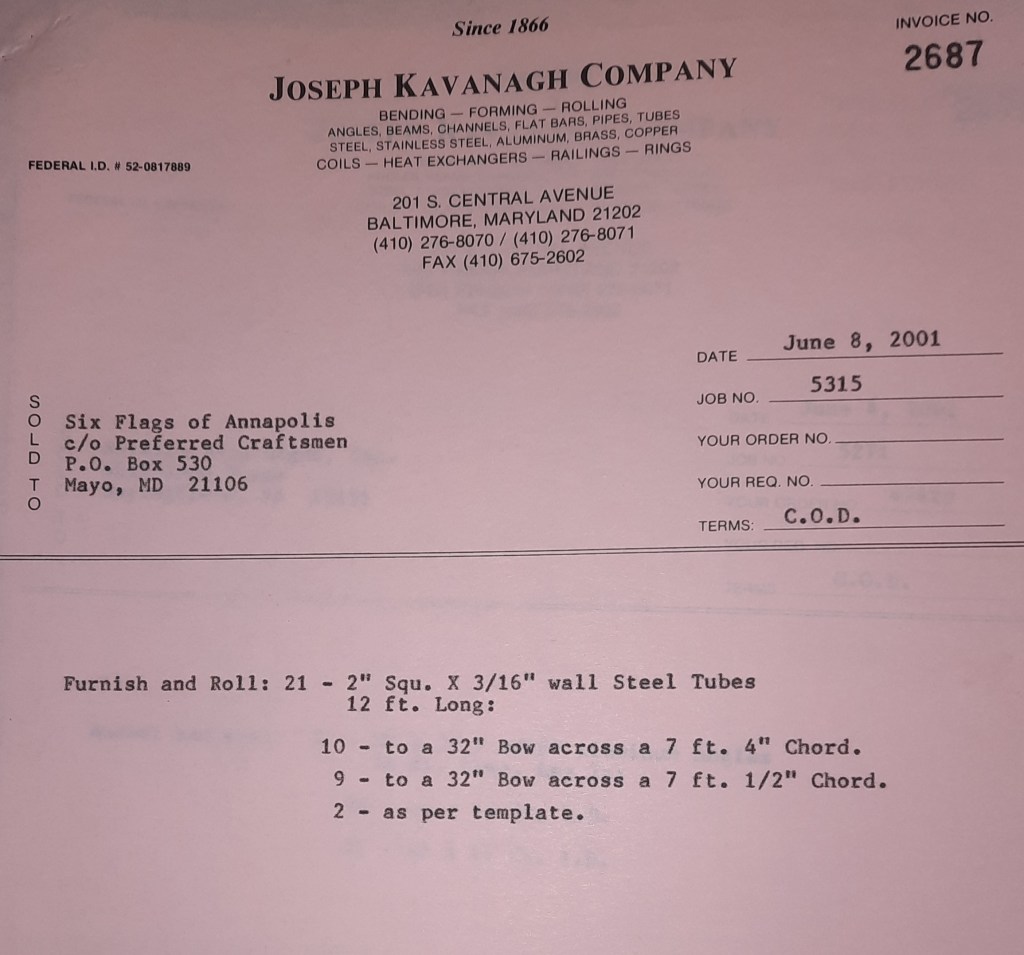 Since 1866
INVOICE NO.
2687
JOSEPH KAVANAGH COMPANY
BENDING — FORMING — ROLLING
ANGLES, BEAMS, CHANNELS, FLAT BARS, PIPES, TUBES
STEEL, STAINLESS STEEL, ALUMINUM, BRASS, COPPER
COILS — HEAT EXCHANGERS — RAILINGS — RINGS
FEDERAL I.D. # 52-0817889
201 S. CENTRAL AVENUE
BALTIMORE, MARYLAND 21202
(410) 276-8070 / (410) 276-8071
FAX (410) 675-2602
DATE June 8, 2001
JOB NO. 5315
YOUR ORDER NO.
YOUR REQ. NO.
TERMS: C.O.D.
SOLD TO
Six Flags of Annapolis
c/o Preferred Craftsmen
P.O. Box 530
Mayo, MD 21106
Furnish and Roll: 21 - 2" Squ. X 3/16" wall Steel Tubes
12 ft. Long:
10 - to a 32" Bow across a 7 ft. 4" Chord.
9 - to a 32" Bow across a 7 ft. 1/2" Chord.
2 - as per template.